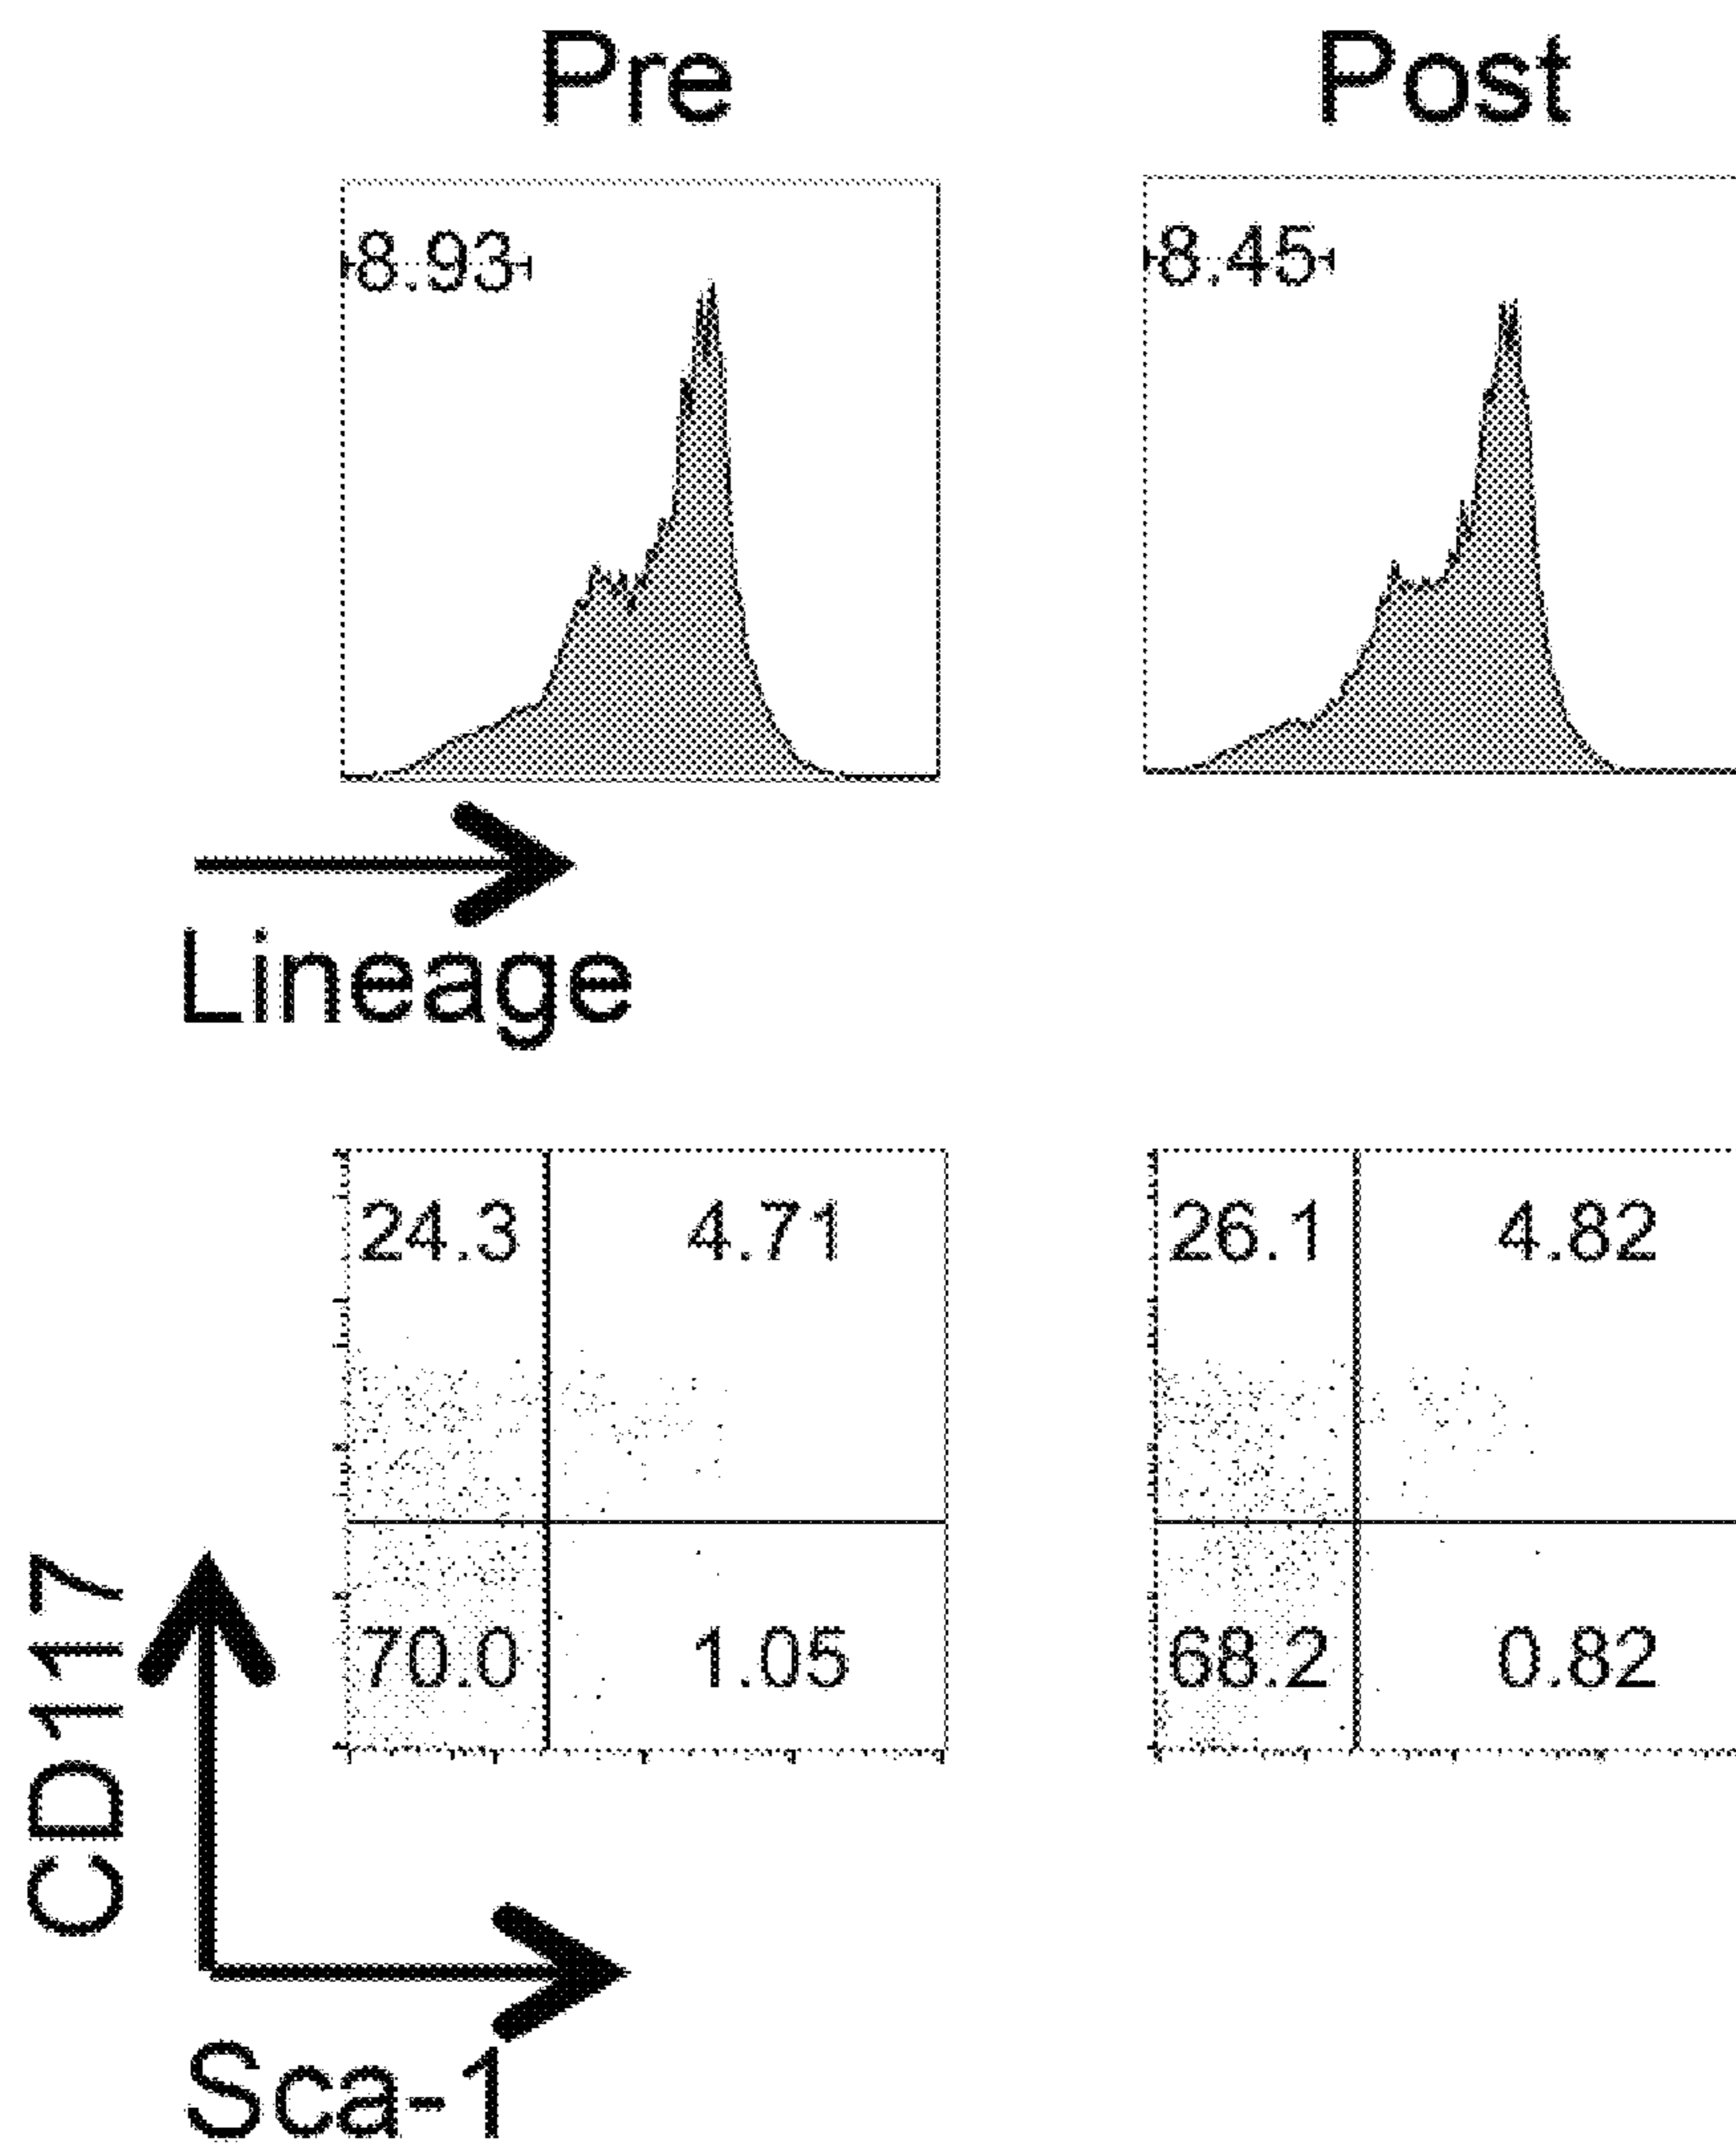 Pre Post
8.93 8.45
Lineage
24.3 4.71 26.1 4.82
70.0 1.05 68.2 0.82
CD117
Sca-1